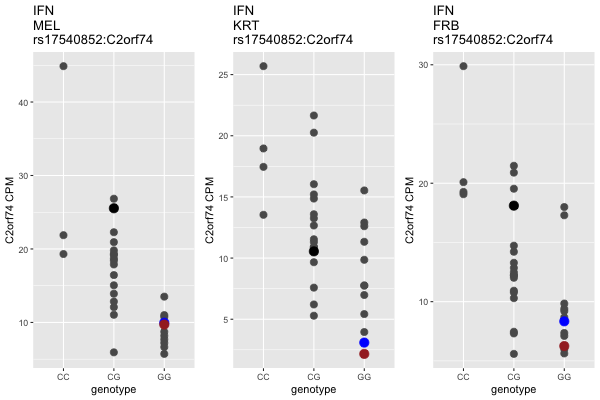 IFN
MEL
rs17540852:C2orf74
C2orf74 CPM
40
30
20
10
CC
CG
GG
genotype
IFN
KRT
rs17540852:C2orf74
C2orf74 CPM
25
20
15
10
5
CC
CG
GG
genotype
IFN
FRB
rs17540852:C2orf74
C2orf74 CPM
30
20
10
CC
CG
GG
genotype